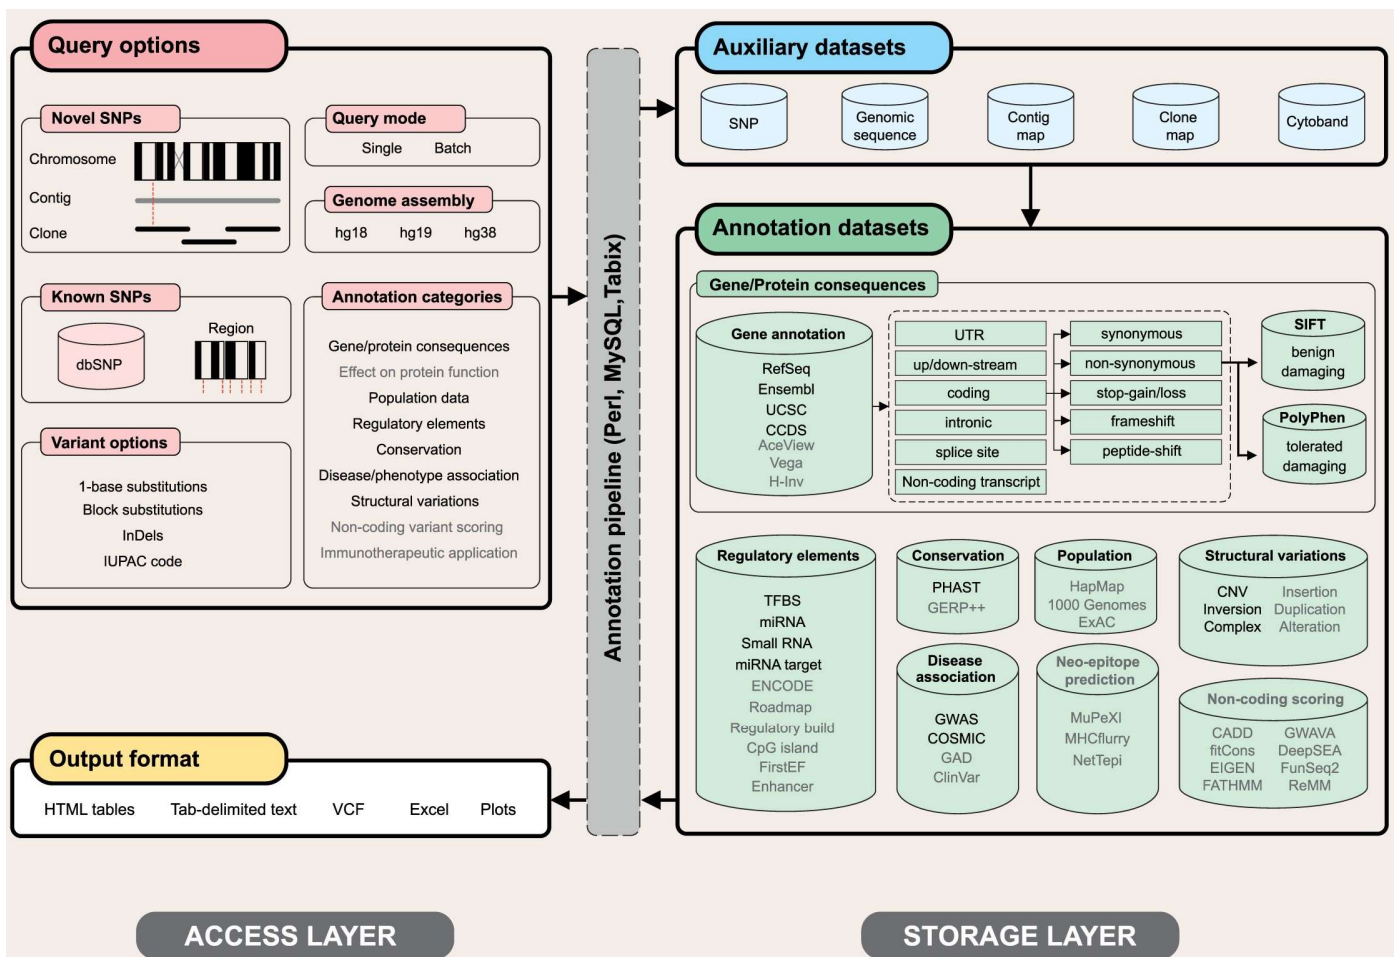 Query options
Novel SNPs
Chromosome
Contig
Clone
Query mode
Single Batch
Genome assembly
hg18 hg19 hg38
Known SNPs
dbSNP
Region
Variant options
1-base substitutions
Block substitutions
InDels
IUPAC code
Annotation categories
Gene/protein consequences
Effect on protein function
Population data
Regulatory elements
Conservation
Disease/phenotype association
Structural variations
Non-coding variant scoring
Immunotherapeutic application
Output format
HTML tables Tab-delimited text VCF Excel Plots
ACCESS LAYER
Annotation pipeline (Perl, MySQL,Tabix)
Auxiliary datasets
SNP
Genomic
sequence
Contig
map
Clone
map
Cytoband
Annotation datasets
Gene/Protein consequences
Gene annotation
RefSeq
Ensembl
UCSC
CCDS
AceView
Vega
H-Inv
UTR
up/down-stream
coding
intronic
splice site
Non-coding transcript
synonymous
non-synonymous
stop-gain/loss
frameshift
peptide-shift
SIFT
benign
damaging
PolyPhen
tolerated
damaging
Regulatory elements
TFBS
miRNA
Small RNA
miRNA target
ENCODE
Roadmap
Regulatory build
CpG island
FirstEF
Enhancer
Conservation
PHAST
GERP++
Population
HapMap
1000 Genomes
ExAC
Structural variations
CNV Insertion
Inversion Duplication
Complex Alteration
Disease
association
GWAS
COSMIC
GAD
ClinVar
Neo-epitope
prediction
MuPeXI
MHCflurry
NetTepi
Non-coding scoring
CADD GWAVA
fitCons DeepSEA
EIGEN FunSeq2
FATHMM ReMM
STORAGE LAYER